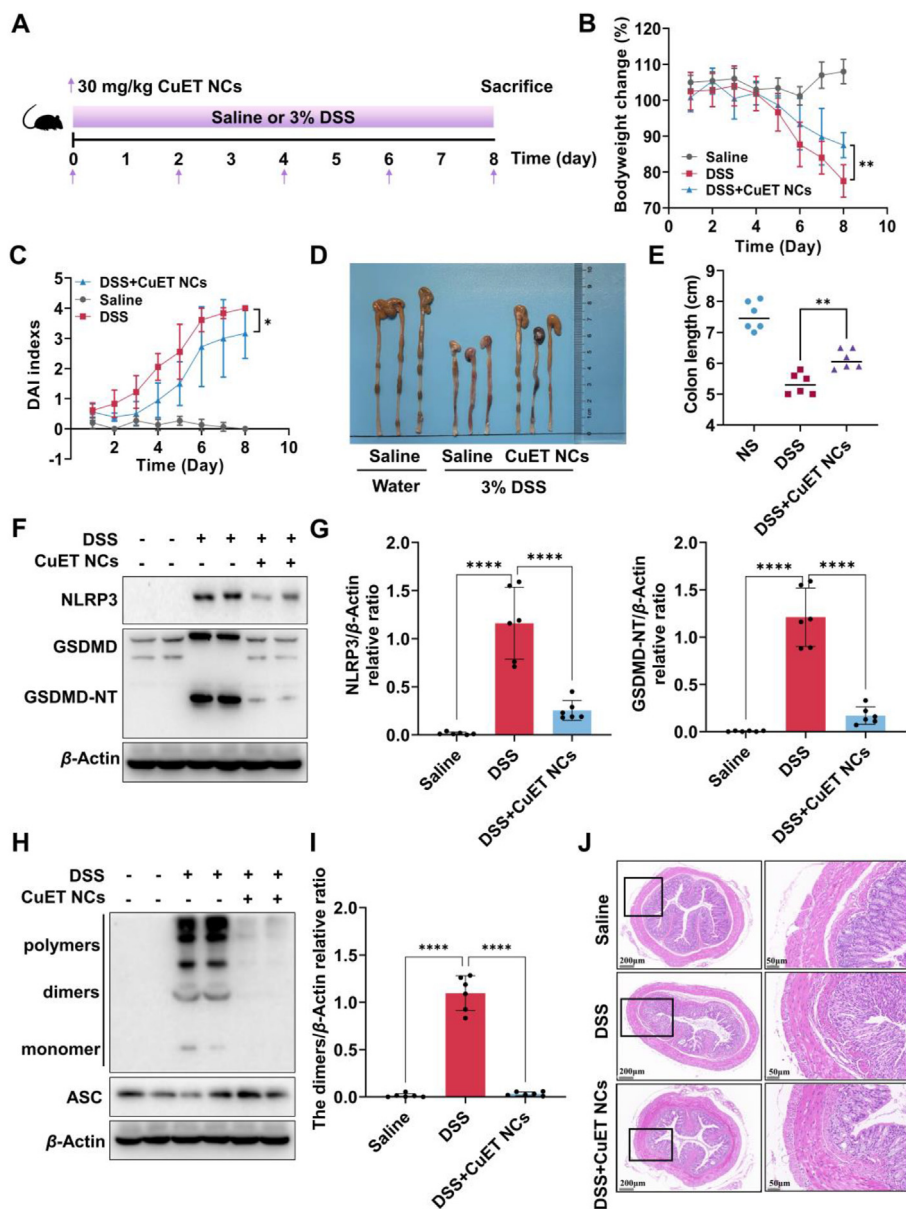 A
30 mg/kg CuET NCs
Sacrifice
Saline or 3% DSS
0 1 2 3 4 5 6 7 8 Time (day)
B
Bodyweight change (%)
120
110
100
90
80
70
Saline
DSS
DSS+CuET NCs
**
0 2 4 6 8 10
Time (Day)
C
DAI indexs
5
4
3
2
1
0
-1
DSS+CuET NCs
Saline
DSS
*
2 4 6 8 10
Time (Day)
D
Saline Saline CuET NCs
Water 3% DSS
E
Colon length (cm)
9
8
7
6
5
4
**
NS
DSS
DSS+CuET NCs
F
DSS - - + + + +
CuET NCs - - - - + +
NLRP3
GSDMD
GSDMD-NT
β-Actin
G
NLRP3/β-Actin
relative ratio
2.0
1.5
1.0
0.5
0.0
**** ****
Saline
DSS
DSS+CuET NCs
GSDMD-NT/β-Actin
relative ratio
2.0
1.5
1.0
0.5
0.0
**** ****
Saline
DSS
DSS+CuET NCs
H
DSS - - + + + +
CuET NCs - - - - + +
polymers
dimers
monomer
ASC
β-Actin
I
The dimers/β-Actin relative ratio
2.0
1.5
1.0
0.5
0.0
**** ****
Saline
DSS
DSS+CuET NCs
J
Saline
200μm
50μm
DSS
200μm
50μm
DSS+CuET NCs
200μm
50μm